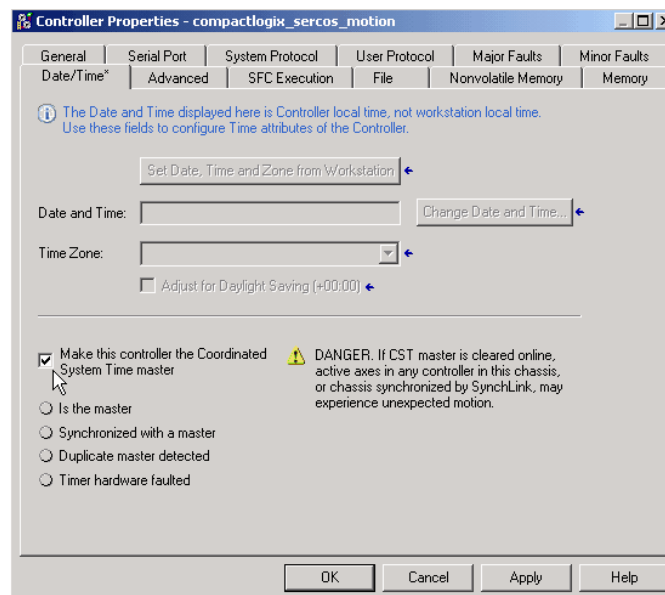 Controller Properties - compactlogix_sercos_motion
General Serial Port System Protocol User Protocol Major Faults Minor Faults
Date/Time* Advanced SFC Execution File Nonvolatile Memory Memory
The Date and Time displayed here is Controller local time, not workstation local time.
Use these fields to configure Time attributes of the Controller.
Set Date, Time and Zone from Workstation
Date and Time:
Change Date and Time...
Time Zone:
Adjust for Daylight Saving (+00:00)
Make this controller the Coordinated
System Time master
DANGER. If CST master is cleared online,
active axes in any controller in this chassis,
or chassis synchronized by SynchLink, may
experience unexpected motion.
Is the master
Synchronized with a master
Duplicate master detected
Timer hardware faulted
OK Cancel Apply Help